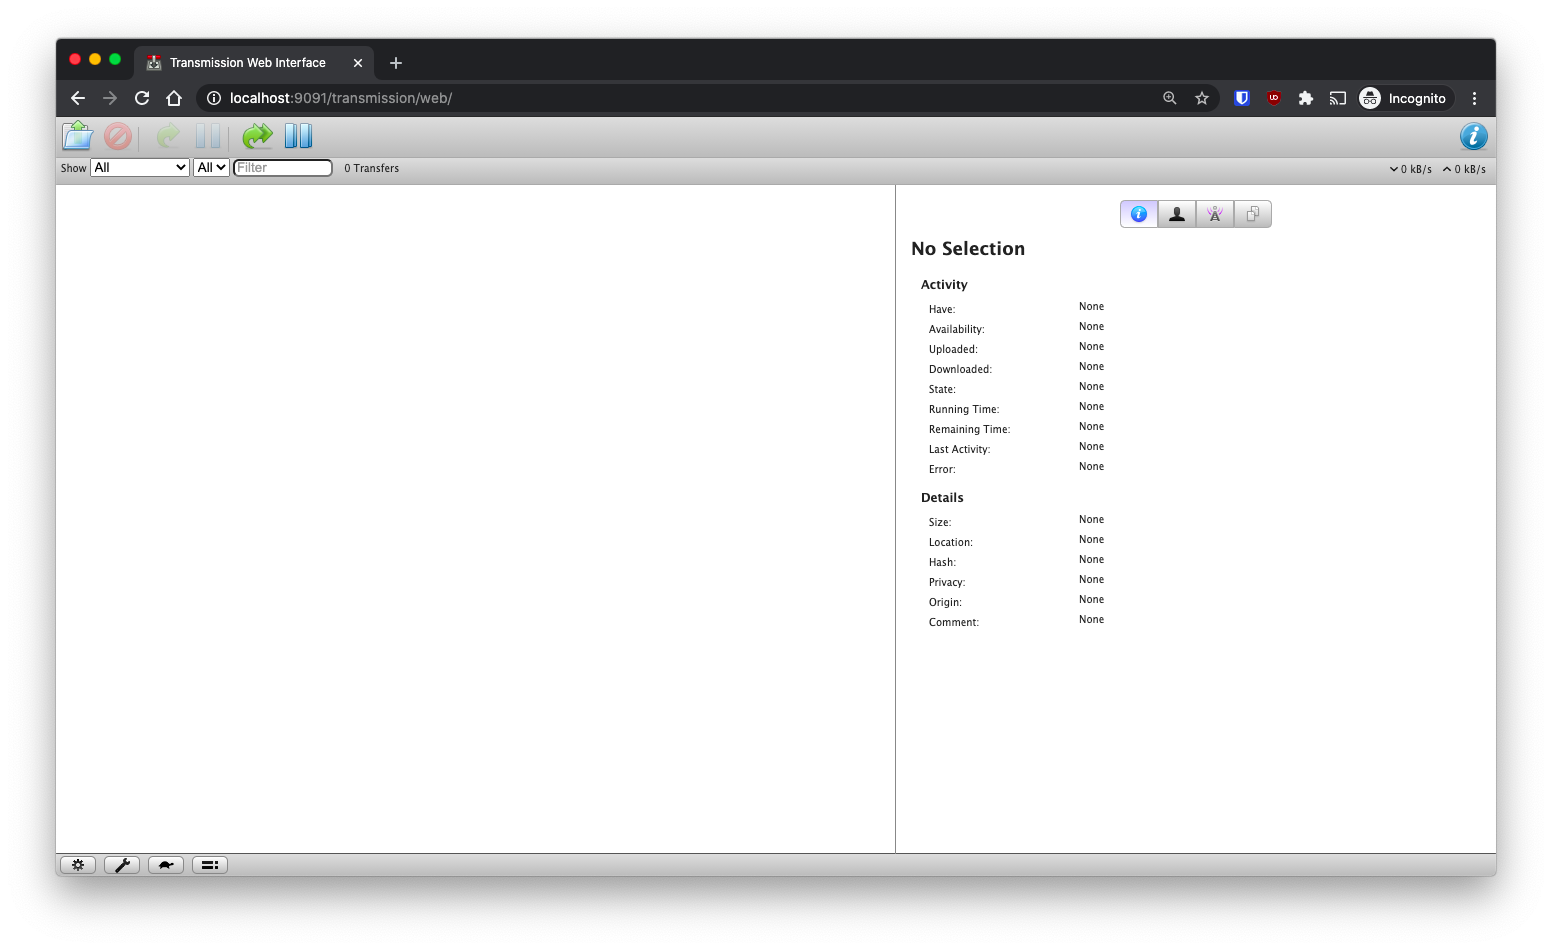 Transmission Web Interface
localhost:9091/transmission/web/
Incognito
Show All All Filter 0 Transfers 0 kB/s 0 kB/s
No Selection
Activity
Have: None
Availability: None
Uploaded: None
Downloaded: None
State: None
Running Time: None
Remaining Time: None
Last Activity: None
Error: None
Details
Size: None
Location: None
Hash: None
Privacy: None
Origin: None
Comment: None